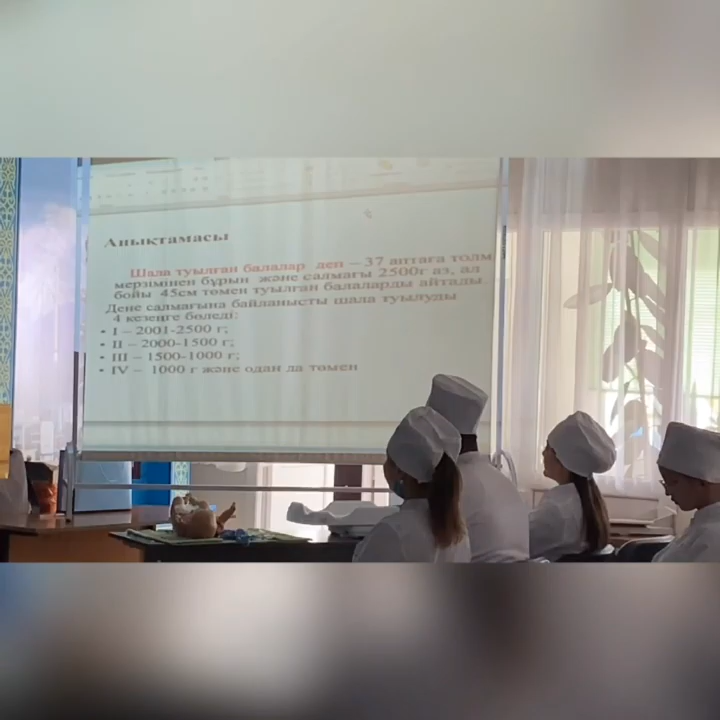 Анықтамасы
Шала туылған балалар деп – 37 аптаға толм
мерзімінен бұрын және салмағы 2500г аз, ал
бойы 45см төмен туылған балаларды айтады.
Дене салмағына байланысты шала туылуды
4 кезеңге бөледі:
• I – 2001-2500 г;
• II – 2000-1500 г;
• III – 1500-1000 г;
• IV – 1000 г және одан да төмен